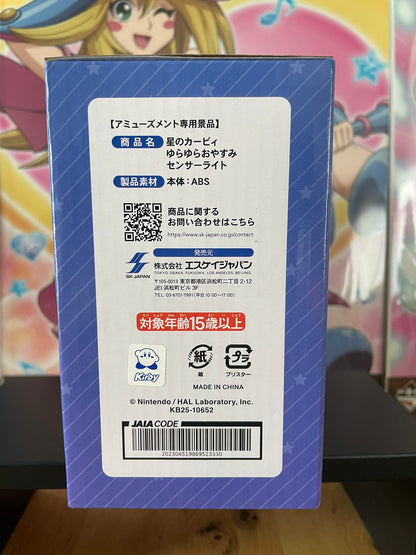 【アミューズメント専用景品】
商品名 星のカービィ
ゆらゆらおやすみ
センサーライト
製品素材 本体：ABS
商品に関する
お問い合わせはこちら
https://www.sk-japan.co.jp/contact
発売元
SK JAPAN
株式会社 エスケイジャパン
TOKYO, OSAKA, FUKUOKA, LOS ANGELES, BEIJING.
〒105-0013 東京都港区浜松町二丁目 2-12
JEI 浜松町ビル 3F
TEL：03-6701-7991（平日 10:00～17:00）
対象年齢15歳以上
Kirby
紙
箱
プラ
ブリスター
MADE IN CHINA
© Nintendo / HAL Laboratory, Inc.
KB25-10652
JAIA CODE
202304519869523330